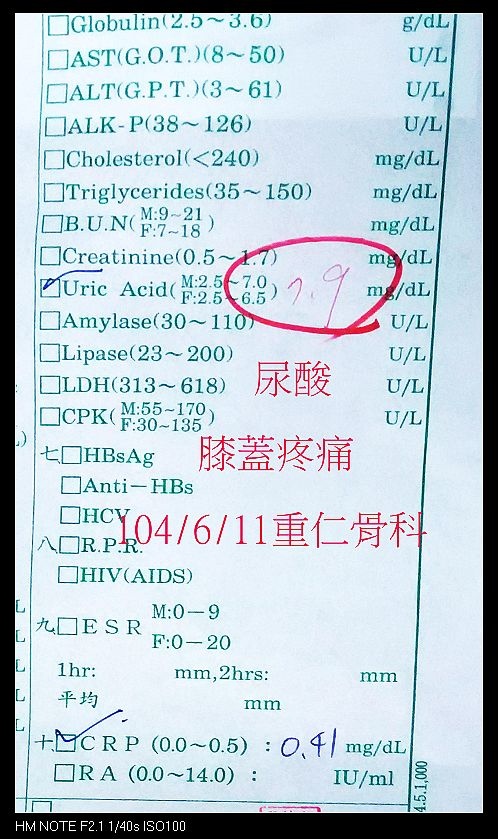 □Globulin(2.5~3.6) g/dL
□AST(G.O.T.)(8~50) U/L
□ALT(G.P.T.)(3~61) U/L
□ALK-P(38~126) U/L
□Cholesterol(<240) mg/dL
□Triglycerides(35~150) mg/dL
□B.U.N(M:9~21 F:7~18) mg/dL
□Creatinine(0.5~1.7) mg/dL
□Uric Acid(M:2.5~7.0 F:2.5~6.5) 7.9 mg/dL
□Amylase(30~110) U/L
□Lipase(23~200) U/L
□LDH(313~618) U/L
尿酸
□CPK(M:55~170 F:30~135) U/L
七□HBsAg
膝蓋疼痛
□Anti-HBs
□HCV
104/6/11重仁骨科
八□R.P.R.
□HIV(AIDS)
九□ESR M:0-9 F:0-20
1hr: mm,2hrs: mm
平均 mm
十□CRP (0.0~0.5) : 0.41 mg/dL
□RA (0.0~14.0) : IU/ml
4.5.1,000
HM NOTE F2.1 1/40s ISO100